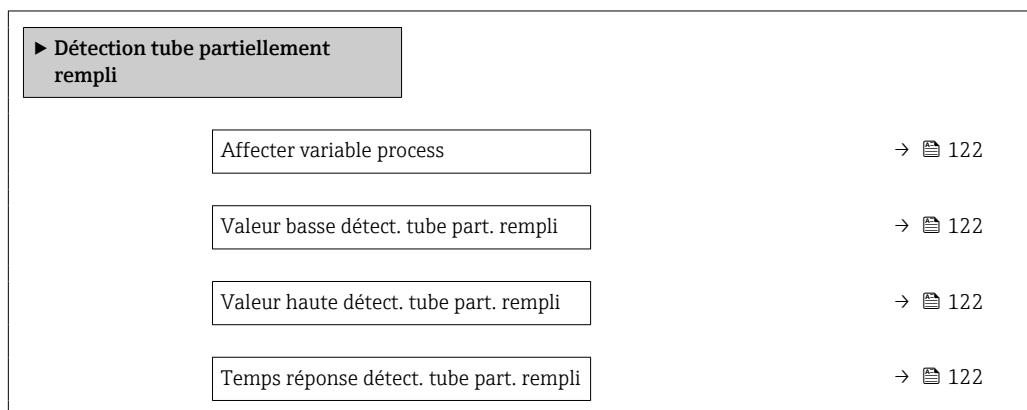 ▶ Détection tube partiellement
rempli
Affecter variable process → 122
Valeur basse détect. tube part. rempli → 122
Valeur haute détect. tube part. rempli → 122
Temps réponse détect. tube part. rempli → 122